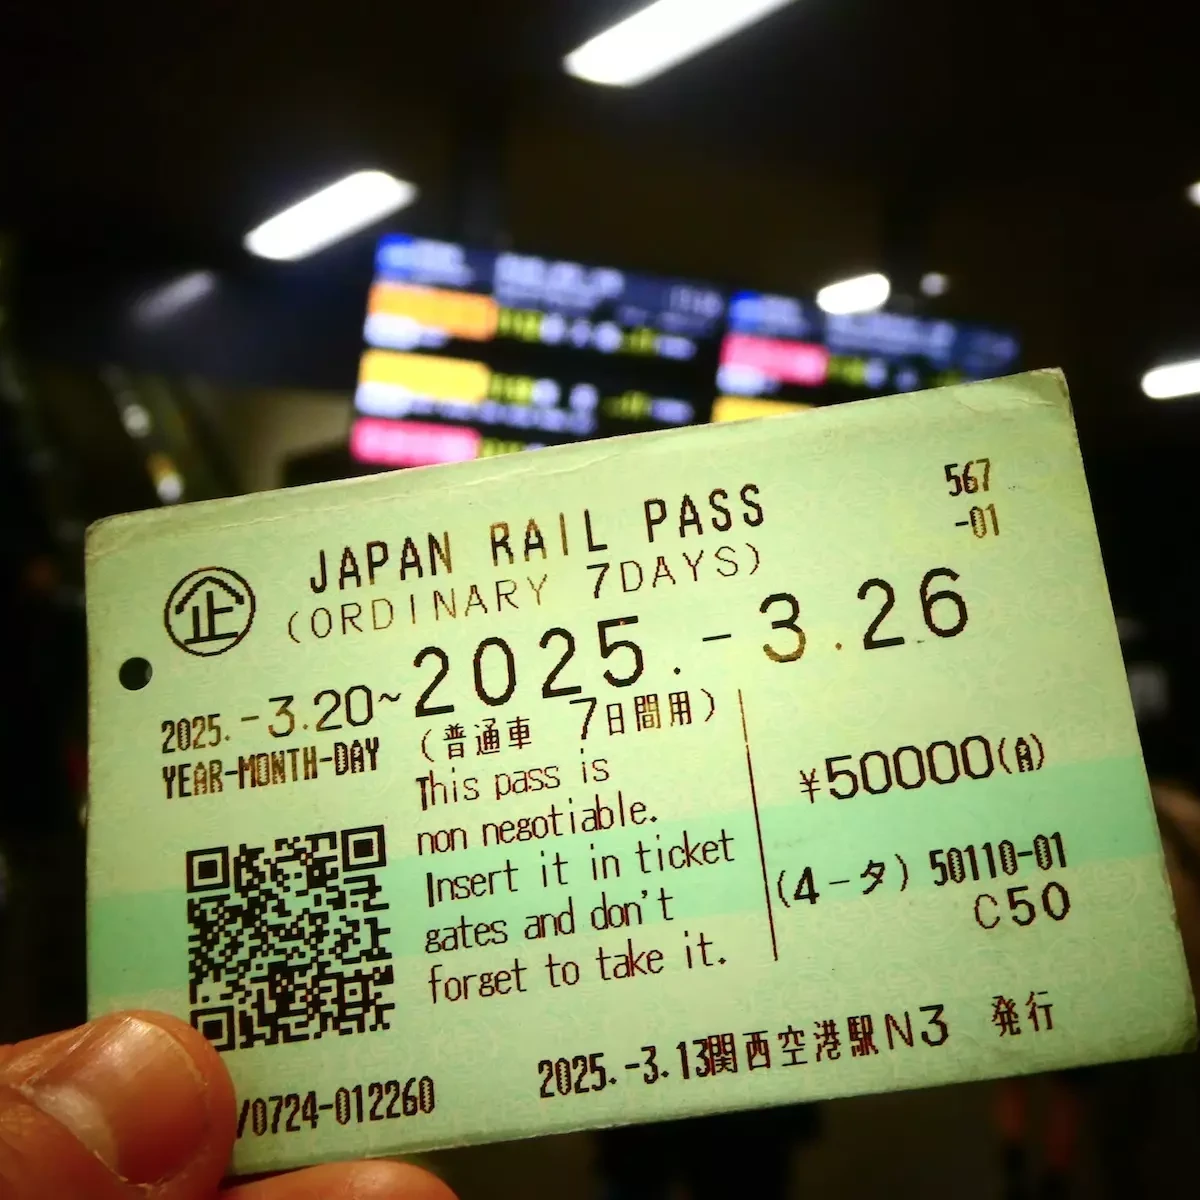 567
-01
JAPAN RAIL PASS
企
(ORDINARY 7DAYS)
2025.-3.20~2025.-3.26
YEAR-MONTH-DAY
(普通車 7日間用)
This pass is
non negotiable.
Insert it in ticket
gates and don't
forget to take it.
¥50000(A)
(4-タ) 50110-01
C50
/0724-012260
2025.-3.13関西空港駅N3 発行